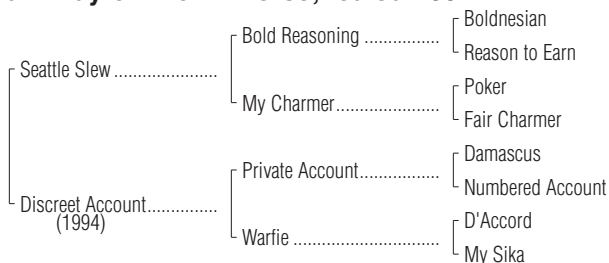 Boldnesian
Bold Reasoning ................
Reason to Earn
Seattle Slew ......................
Poker
My Charmer......................
Fair Charmer
Damascus
Private Account.................
Numbered Account
Discreet Account...............
(1994)
D'Accord
Warfie ...............................
My Sika